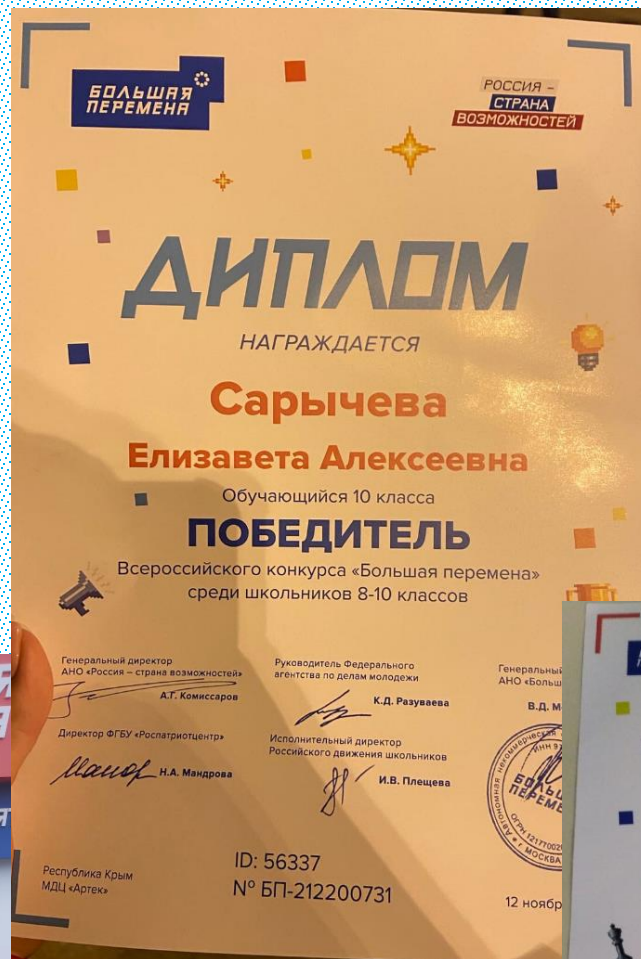 БОЛЬШАЯ
ПЕРЕМЕНА
РОССИЯ –
СТРАНА
ВОЗМОЖНОСТЕЙ
ДИПЛОМ
НАГРАЖДАЕТСЯ
Сарычева
Елизавета Алексеевна
Обучающийся 10 класса
ПОБЕДИТЕЛЬ
Всероссийского конкурса «Большая перемена»
среди школьников 8-10 классов
Генеральный директор
АНО «Россия – страна возможностей»
А.Г. Комиссаров
Руководитель Федерального
агентства по делам молодежи
К.Д. Разуваева
Генеральный
АНО «Больш
В.Д. М
Директор ФГБУ «Роспатриотцентр»
Н.А. Мандрова
Исполнительный директор
Российского движения школьников
И.В. Плещева
Республика Крым
МДЦ «Артек»
ID: 56337
№ БП-212200731
12 ноябр